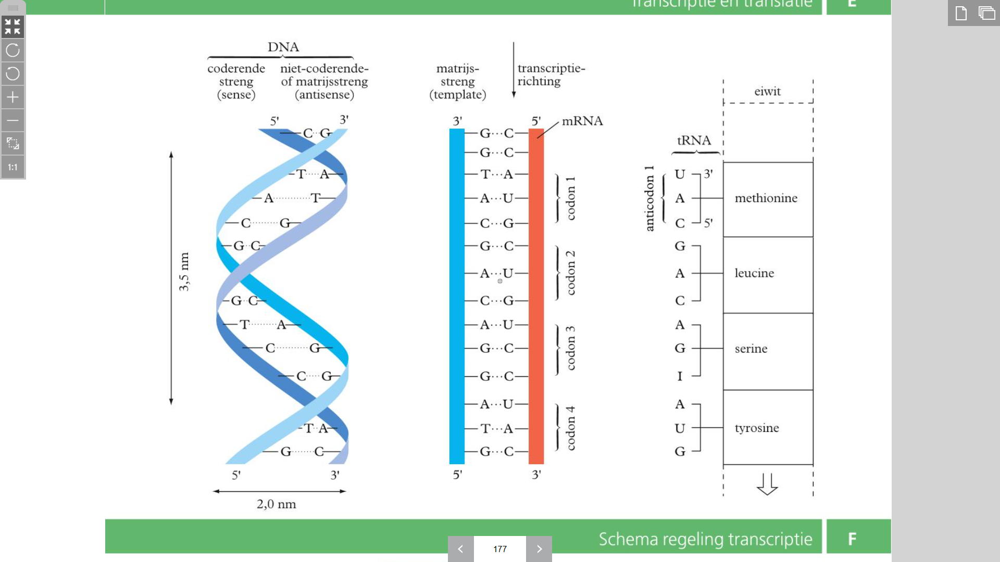 Transcriptie en translatie E
1:1
DNA
coderende
streng
(sense)
niet-coderende-
of matrijsstreng
(antisense)
5' 3'
C G
T A
A T
C G
G C
G C
T A
C G
C G
T A
G C
5' 3'
3,5 nm
2,0 nm
matrijs-
streng
(template)
transcriptie-
richting
3' 5'
mRNA
G C
G C
T A
A U
C G
G C
A U
C G
A U
G C
G C
A U
T A
G C
5' 3'
codon 1
codon 2
codon 3
codon 4
tRNA
anticodon 1
U 3'
A
C 5'
G
A
C
A
G
I
A
U
G
eiwit
methionine
leucine
serine
tyrosine
Schema regeling transcriptie F
177